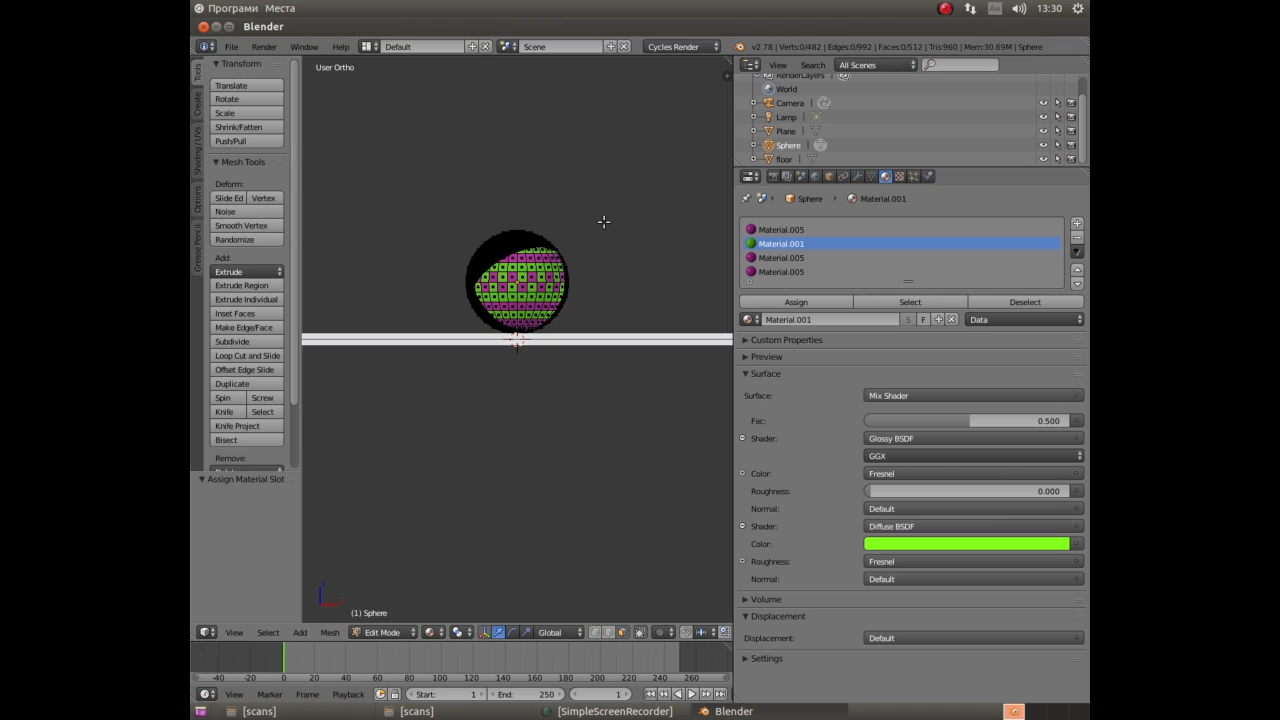 Програми Места
Ан
13:30
Blender
File Render Window Help
Default
Scene
Cycles Render
v2.78 | Verts:0/482 | Edges:0/992 | Faces:0/512 | Tris:960 | Mem:30.69M | Sphere
Tools
Create
Shading / UVs
Options
Grease Pencil
Transform
Translate
Rotate
Scale
Shrink/Fatten
Push/Pull
Mesh Tools
Deform:
Slide Ed Vertex
Noise
Smooth Vertex
Randomize
Add:
Extrude
Extrude Region
Extrude Individual
Inset Faces
Make Edge/Face
Subdivide
Loop Cut and Slide
Offset Edge Slide
Duplicate
Spin Screw
Knife Select
Knife Project
Bisect
Remove:
Assign Material Slot
User Ortho
(1) Sphere
View Select Add Mesh
Edit Mode
Global
-40 -20 0 20 40 60 80 100 120 140 160 180 200 220 240 260
View Marker Frame Playback
Start: 1
End: 250
1
View Search
All Scenes
RenderLayers
World
Camera
Lamp
Plane
Sphere
floor
Sphere
Material.001
Material.005
Material.001
Material.005
Material.005
Assign Select Deselect
Material.001 5 F
Data
Custom Properties
Preview
Surface
Surface: Mix Shader
Fac: 0.500
Shader: Glossy BSDF
GGX
Color: Fresnel
Roughness: 0.000
Normal: Default
Shader: Diffuse BSDF
Color:
Roughness: Fresnel
Normal: Default
Volume
Displacement
Displacement: Default
Settings
[scans]
[scans]
[SimpleScreenRecorder]
Blender